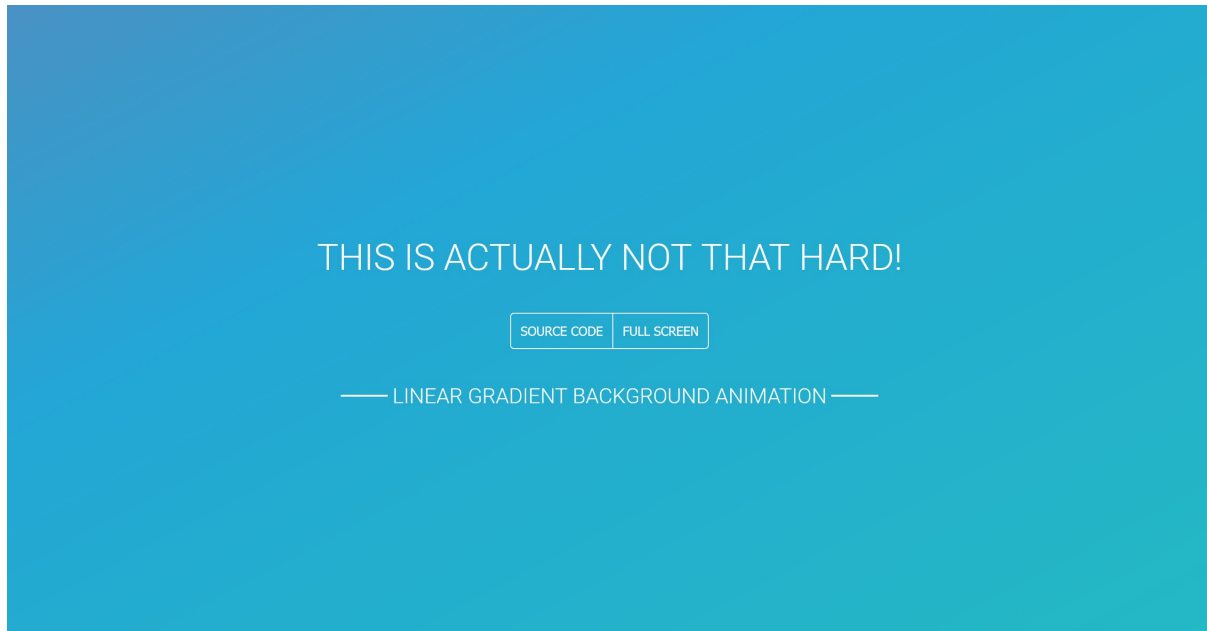 THIS IS ACTUALLY NOT THAT HARD!
SOURCE CODE FULL SCREEN
LINEAR GRADIENT BACKGROUND ANIMATION